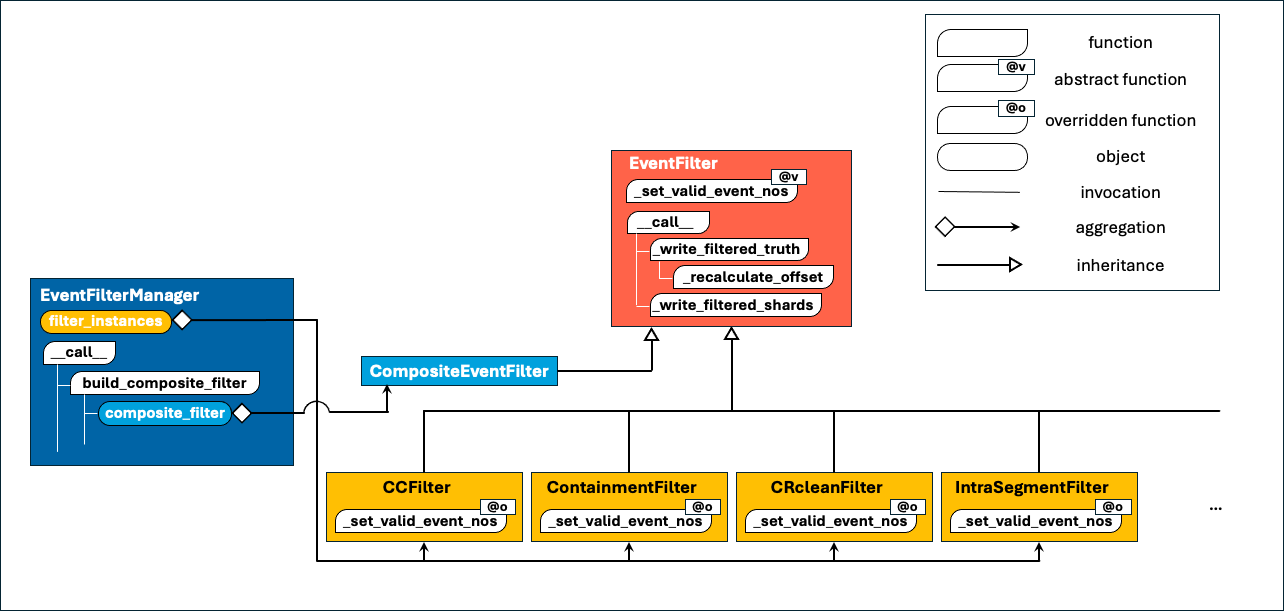 function
@v
abstract function
@o
overridden function
object
invocation
aggregation
inheritance
EventFilter
@v
_set_valid_event_nos
__call__
_write_filtered_truth
_recalculate_offset
_write_filtered_shards
EventFilterManager
filter_instances
__call__
build_composite_filter
composite_filter
CompositeEventFilter
CCFilter
@o
_set_valid_event_nos
ContainmentFilter
@o
_set_valid_event_nos
CRcleanFilter
@o
_set_valid_event_nos
IntraSegmentFilter
@o
_set_valid_event_nos
...